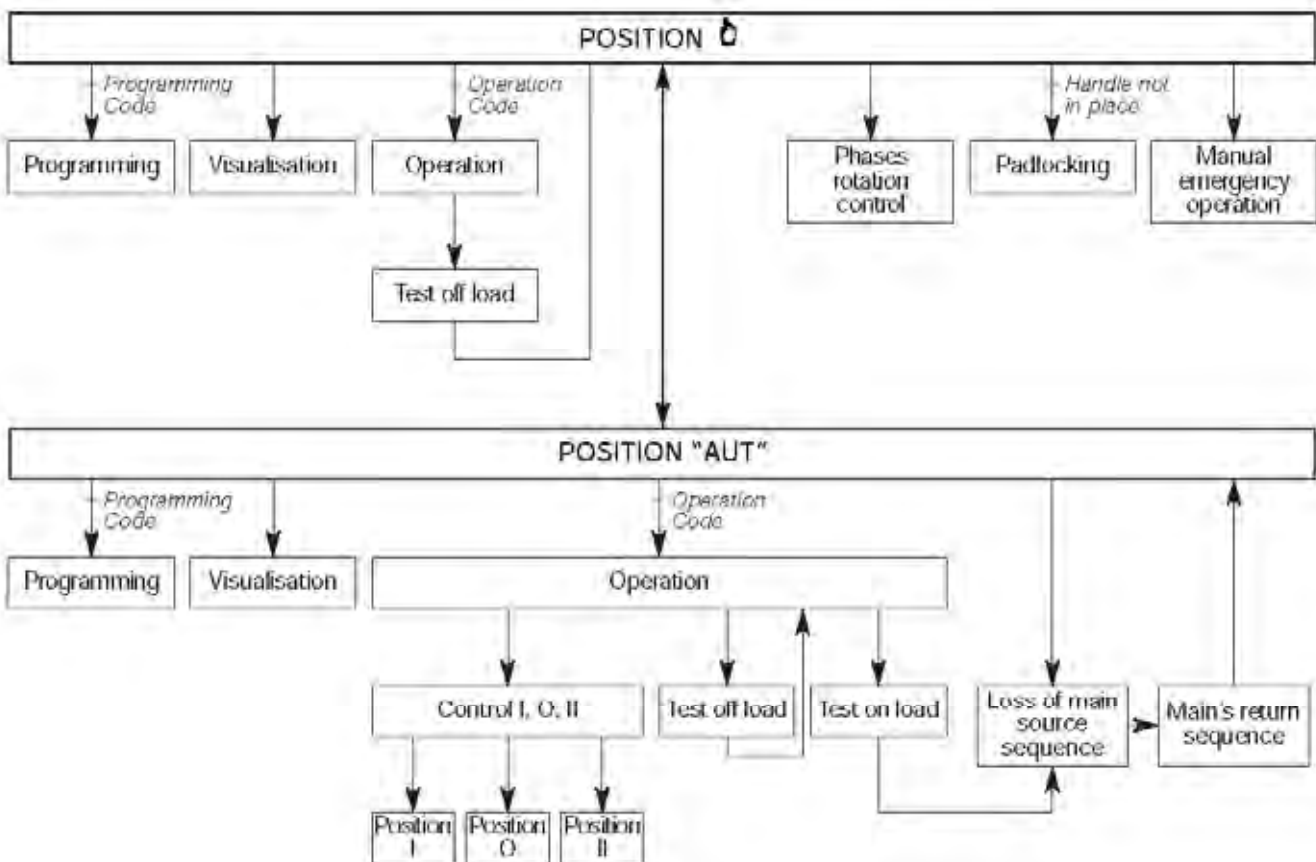 POSITION
Programming
Code
Operation
Code
Handle not
in place
Programming
Visualisation
Operation
Phases
rotation
control
Padlocking
Manual
emergency
operation
Test off load
POSITION "AUT"
Programming
Code
Operation
Code
Programming
Visualisation
Operation
Control I, O, II
Test off load
Test on load
Loss of main
source
sequence
Main's return
sequence
Position
I
Position
O
Position
II